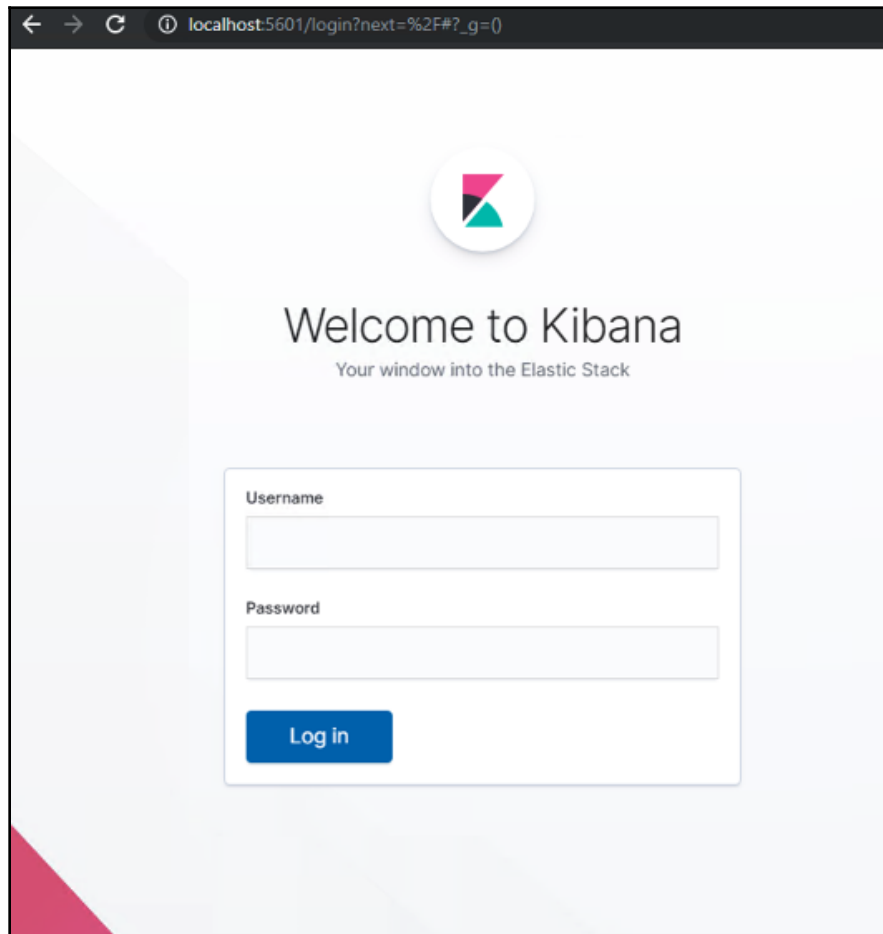 localhost:5601/login?next=%2F#?_g=()
Welcome to Kibana
Your window into the Elastic Stack
Username
Password
Log in